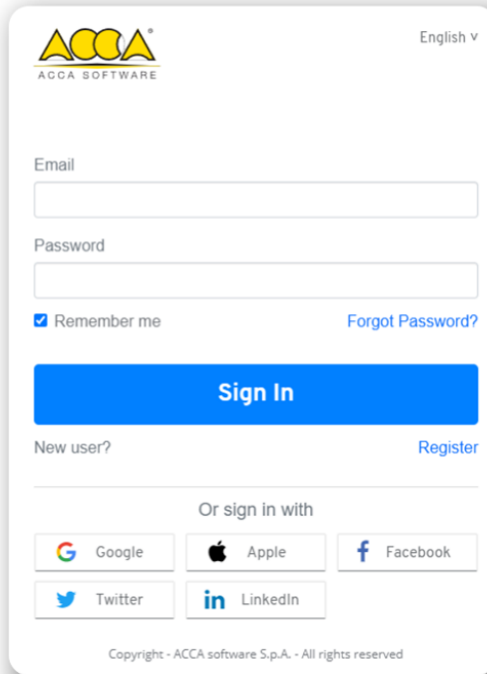 ACCA®
ACCA SOFTWARE
English v
Email
Password
Remember me
Forgot Password?
Sign In
New user?
Register
Or sign in with
Google
Apple
Facebook
Twitter
LinkedIn
Copyright - ACCA software S.p.A. - All rights reserved